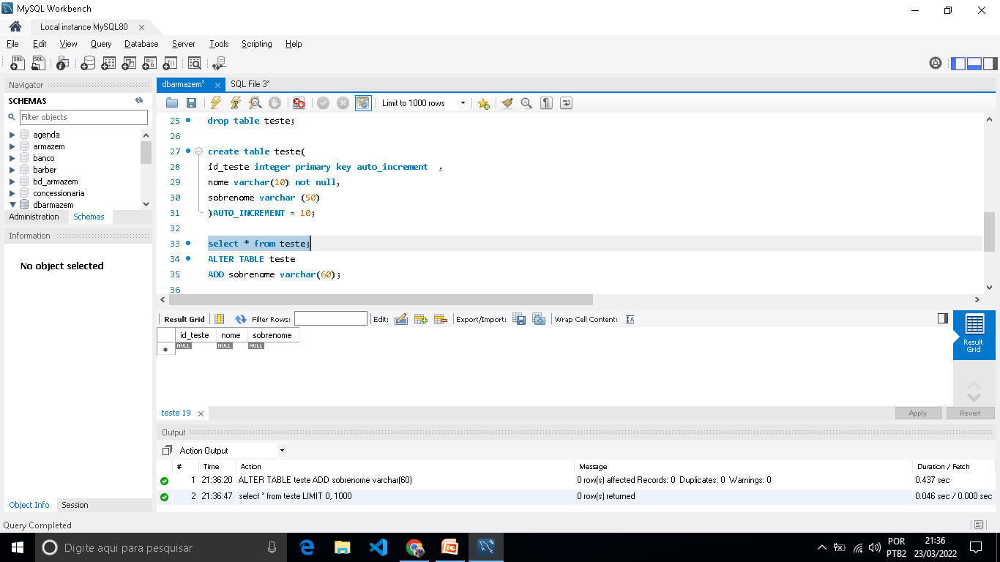 MySQL Workbench
Local instance MySQL80
File Edit View Query Database Server Tools Scripting Help
Navigator
SCHEMAS
Filter objects
agenda
armazem
banco
barber
bd_armazem
concessionaria
dbarmazem
Administration Schemas
Information
No object selected
Object Info Session
dbarmazem* SQL File 3*
Limit to 1000 rows
25 drop table teste;
26
27 create table teste(
28 id_teste integer primary key auto_increment ,
29 nome varchar(10) not null,
30 sobrenome varchar (50)
31 )AUTO_INCREMENT = 10;
32
33 select * from teste;
34 ALTER TABLE teste
35 ADD sobrenome varchar(60);
36
Result Grid Filter Rows: Edit: Export/Import: Wrap Cell Content:
id_teste nome sobrenome
* NULL NULL NULL
Result
Grid
teste 19
Apply Revert
Output
Action Output
# Time Action Message Duration / Fetch
1 21:36:20 ALTER TABLE teste ADD sobrenome varchar(60) 0 row(s) affected Records: 0 Duplicates: 0 Warnings: 0 0.437 sec
2 21:36:47 select * from teste LIMIT 0, 1000 0 row(s) returned 0.046 sec / 0.000 sec
Query Completed
Digite aqui para pesquisar
POR
PTB2
21:36
23/03/2022